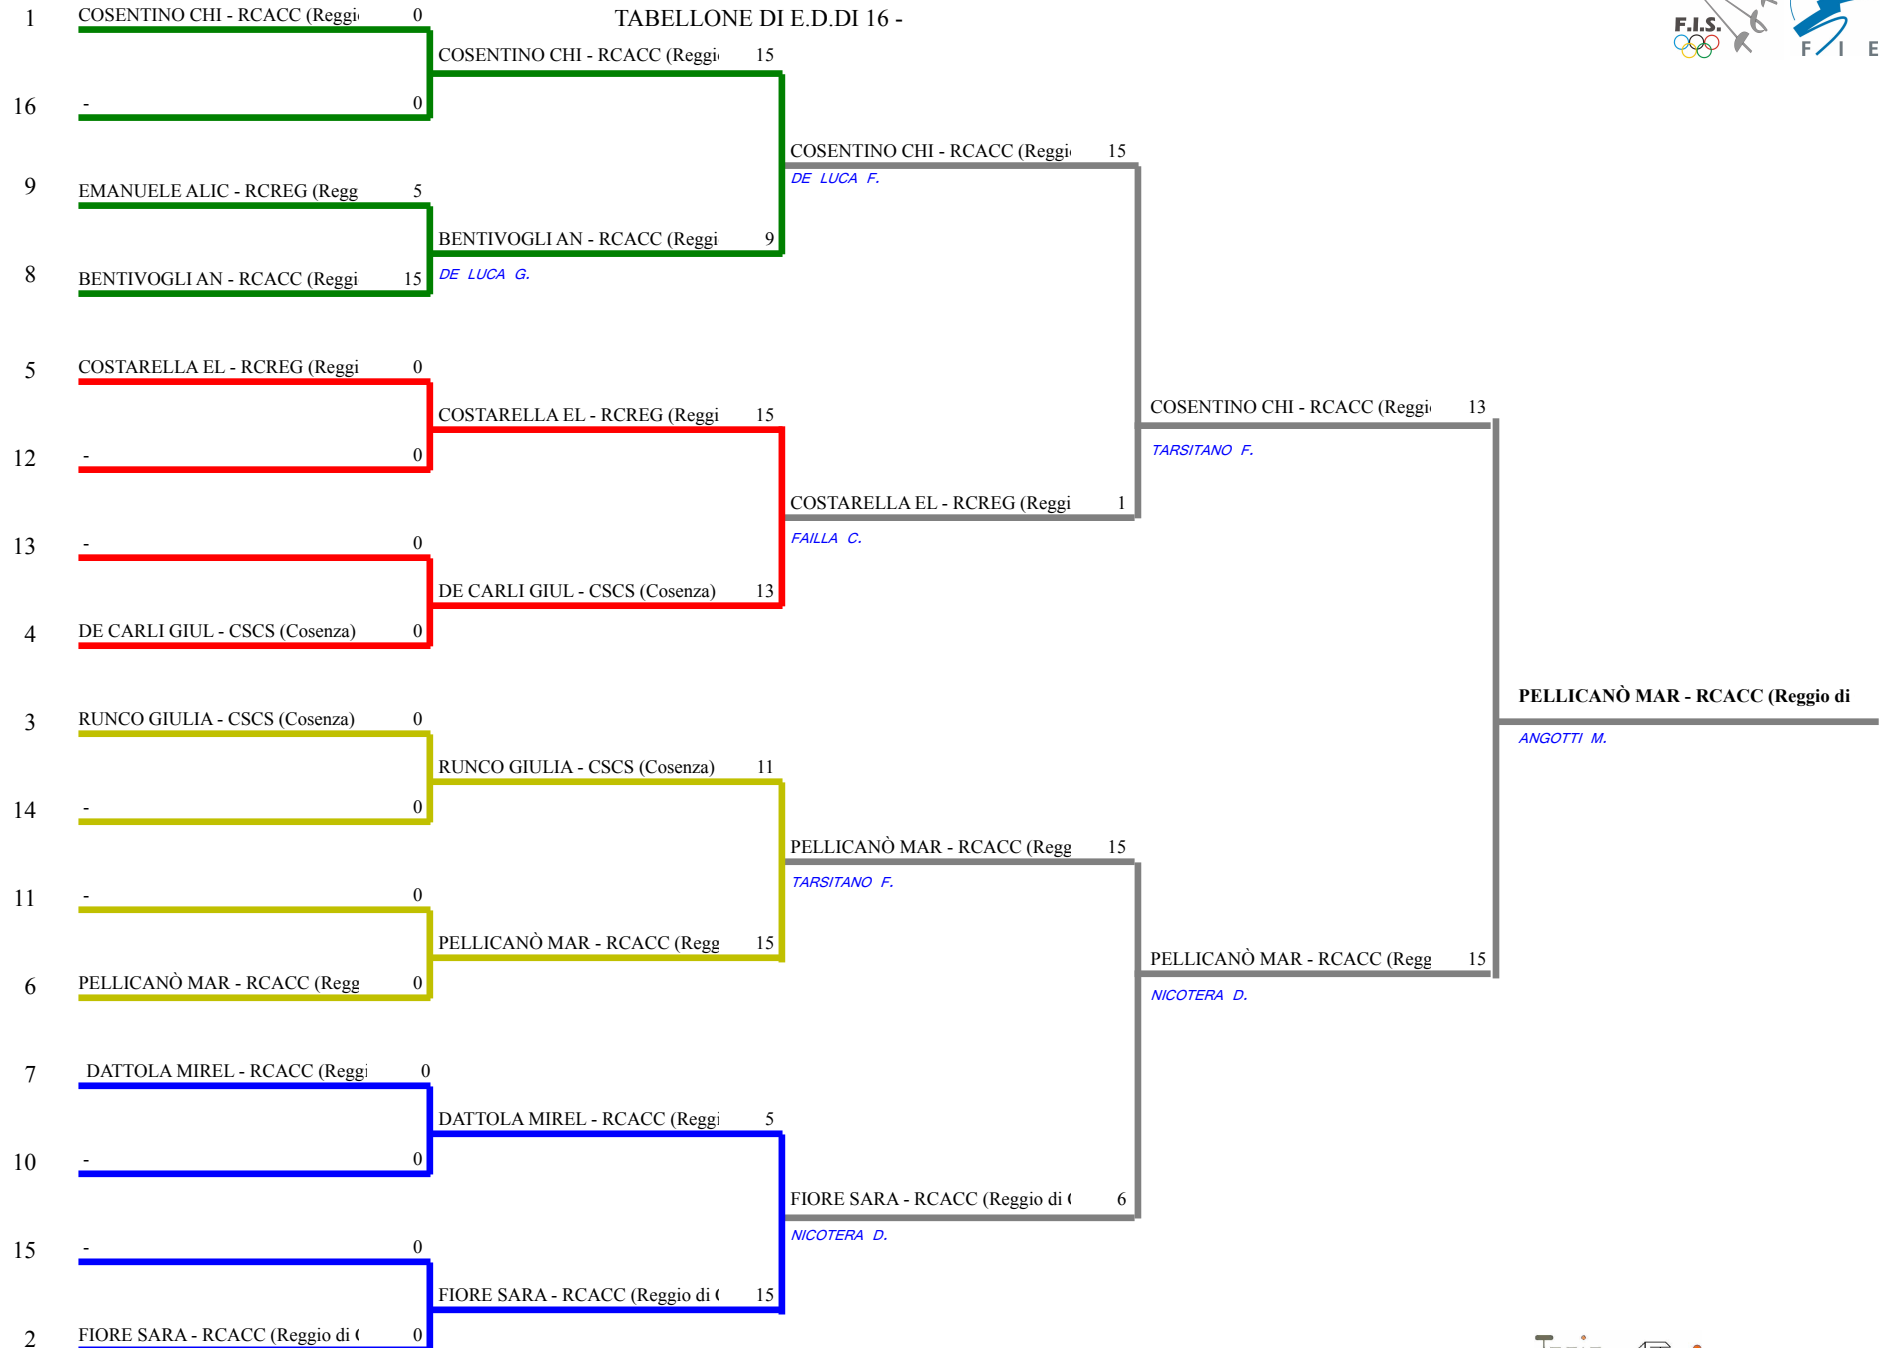 TABELLONE DI E.D.DI 16 -
F.I.S.
F I E
1 COSENTINO CHI - RCACC (Reggi 0
COSENTINO CHI - RCACC (Reggi 15
16 - 0
COSENTINO CHI - RCACC (Reggi 15
DE LUCA F.
9 EMANUELE ALIC - RCREG (Regg 5
BENTIVOGLI AN - RCACC (Reggi 9
DE LUCA G.
8 BENTIVOGLI AN - RCACC (Reggi 15
5 COSTARELLA EL - RCREG (Reggi 0
COSTARELLA EL - RCREG (Reggi 15
COSENTINO CHI - RCACC (Reggi 13
TARSITANO F.
12 - 0
COSTARELLA EL - RCREG (Reggi 1
FAILLA C.
13 - 0
DE CARLI GIUL - CSCS (Cosenza) 13
4 DE CARLI GIUL - CSCS (Cosenza) 0
PELLICANÒ MAR - RCACC (Reggio di
ANGOTTI M.
3 RUNCO GIULIA - CSCS (Cosenza) 0
RUNCO GIULIA - CSCS (Cosenza) 11
14 - 0
PELLICANÒ MAR - RCACC (Regg 15
TARSITANO F.
11 - 0
PELLICANÒ MAR - RCACC (Regg 15
PELLICANÒ MAR - RCACC (Regg 15
NICOTERA D.
6 PELLICANÒ MAR - RCACC (Regg 0
7 DATTOLA MIREL - RCACC (Reggi 0
DATTOLA MIREL - RCACC (Reggi 5
10 - 0
FIORE SARA - RCACC (Reggio di 6
NICOTERA D.
15 - 0
FIORE SARA - RCACC (Reggio di 15
2 FIORE SARA - RCACC (Reggio di 0